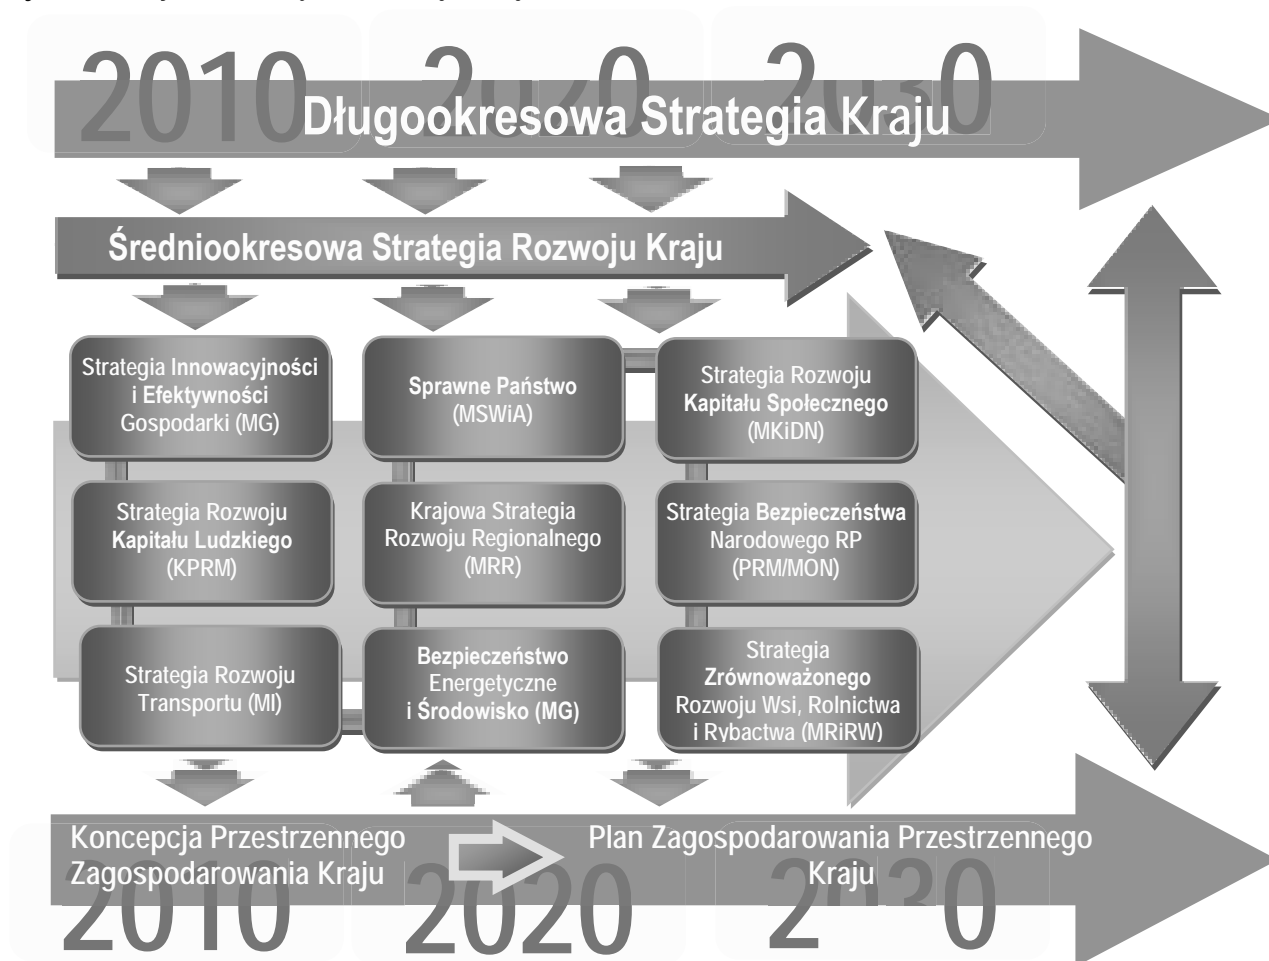 2010 2020 2030
Długookresowa Strategia Kraju
Średniookresowa Strategia Rozwoju Kraju
Strategia Innowacyjności
i Efektywności
Gospodarki (MG)
Sprawne Państwo
(MSWiA)
Strategia Rozwoju
Kapitału Społecznego
(MKiDN)
Strategia Rozwoju
Kapitału Ludzkiego
(KPRM)
Krajowa Strategia
Rozwoju Regionalnego
(MRR)
Strategia Bezpieczeństwa
Narodowego RP
(PRM/MON)
Strategia Rozwoju
Transportu (MI)
Bezpieczeństwo
Energetyczne
i Środowisko (MG)
Strategia
Zrównoważonego
Rozwoju Wsi, Rolnictwa
i Rybactwa (MRiRW)
Koncepcja Przestrzennego
Zagospodarowania Kraju
Plan Zagospodarowania Przestrzennego
Kraju
2010 2020 2030